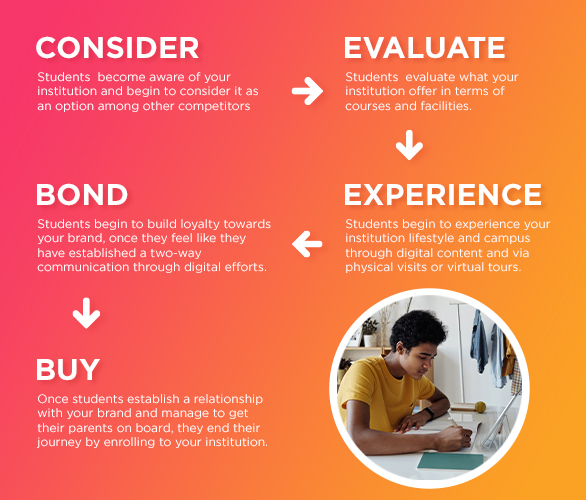 CONSIDER
Students become aware of your
institution and begin to consider it as
an option among other competitors
EVALUATE
Students evaluate what your
institution offer in terms of
courses and facilities.
EXPERIENCE
Students begin to experience your
institution lifestyle and campus
through digital content and via
physical visits or virtual tours.
BOND
Students begin to build loyalty towards
your brand, once they feel like they
have established a two-way
communication through digital efforts.
BUY
Once students establish a relationship
with your brand and manage to get
their parents on board, they end their
journey by enrolling to your institution.